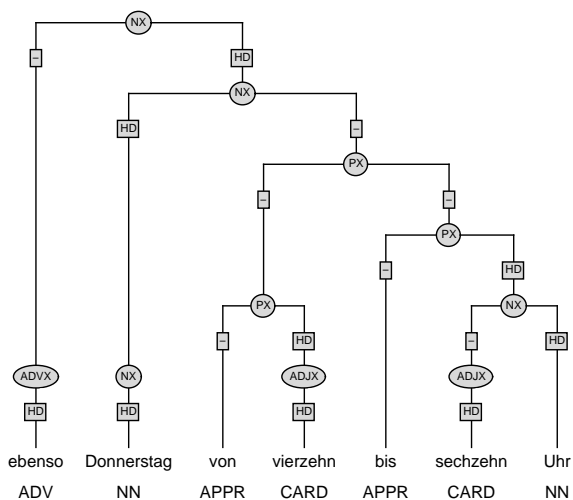 NX
– HD
NX
HD –
PX
– –
PX
– HD
PX NX
– HD – HD
ADVX NX ADJX ADJX
HD HD HD HD
ebenso Donnerstag von vierzehn bis sechzehn Uhr
ADV NN APPR CARD APPR CARD NN